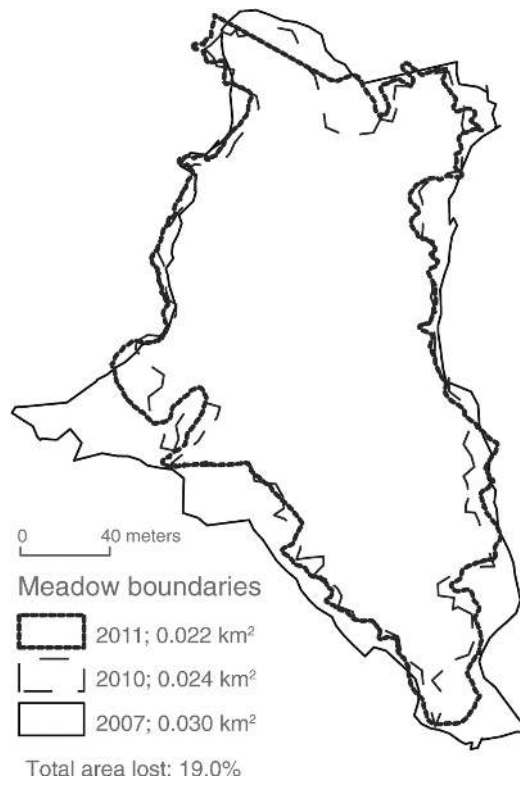 0 40 meters
Meadow boundaries
2011; 0.022 km²
2010; 0.024 km²
2007; 0.030 km²
Total area lost: 19.0%